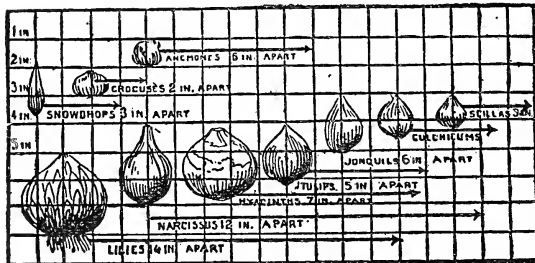 1 IN
2 IN.
ANEMONES 6 IN. APART
3 IN.
CROCUSES 2 IN. APART
4 IN.
SNOWDROPS 3 IN. APART
SCILLAS 3 IN
COLCHICUMS
5 IN
JONQUILS 6 IN APART
TULIPS. 5 IN APART
HYACINTHS 7 IN. APART
NARCISSUS 12 IN. APART
LILIES 14 IN. APART